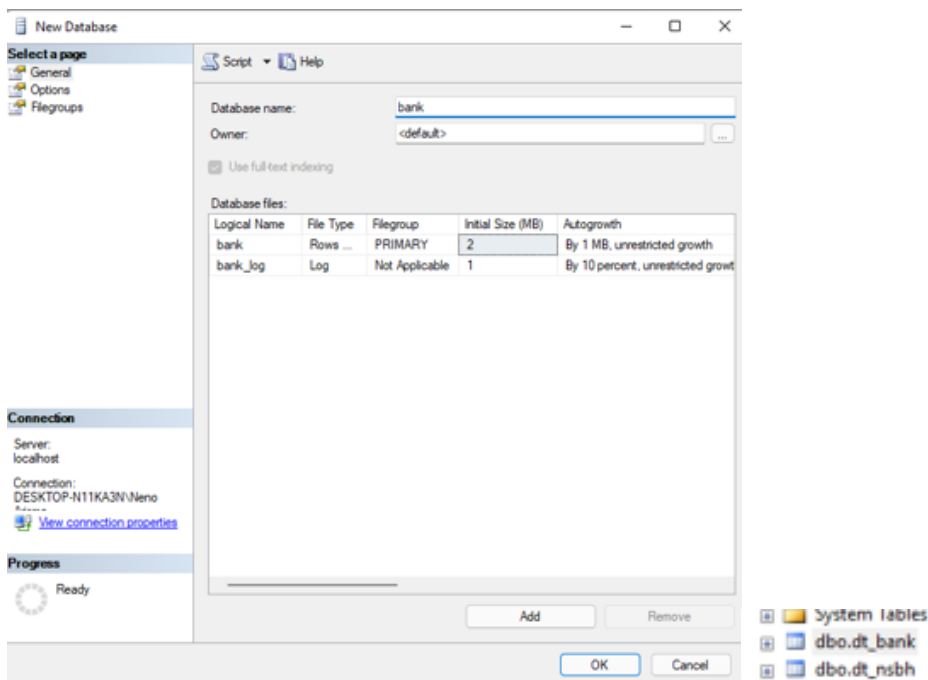 New Database
Select a page
General
Options
Filegroups
Script Help
Database name: bank
Owner: <default> ...
Use full-text indexing
Database files:
Logical Name File Type Filegroup Initial Size (MB) Autogrowth
bank Rows ... PRIMARY 2 By 1 MB, unrestricted growth
bank_log Log Not Applicable 1 By 10 percent, unrestricted growt
Connection
Server:
localhost
Connection:
DESKTOP-N11KA3N\Neno
View connection properties
Progress
Ready
Add Remove
OK Cancel
System Tables
dbo.dt_bank
dbo.dt_nsbh